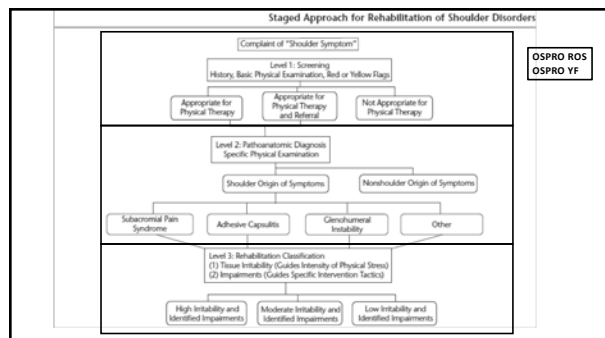 Staged Approach for Rehabilitation of Shoulder Disorders
Complaint of "Shoulder Symptom"
OSPRO ROS
OSPRO YF
Level 1: Screening
History, Basic Physical Examination, Red or Yellow Flags
Appropriate for
Physical Therapy
Appropriate for
Physical Therapy
and Referral
Not Appropriate for
Physical Therapy
Level 2: Pathoanatomic Diagnosis
Specific Physical Examination
Shoulder Origin of Symptoms
Nonshoulder Origin of Symptoms
Subacromial Pain
Syndrome
Adhesive Capsulitis
Glenohumeral
Instability
Other
Level 3: Rehabilitation Classification
(1) Tissue Irritability (Guides Intensity of Physical Stress)
(2) Impairments (Guides Specific Intervention Tactics)
High Irritability and
Identified Impairments
Moderate Irritability and
Identified Impairments
Low Irritability and
Identified Impairments